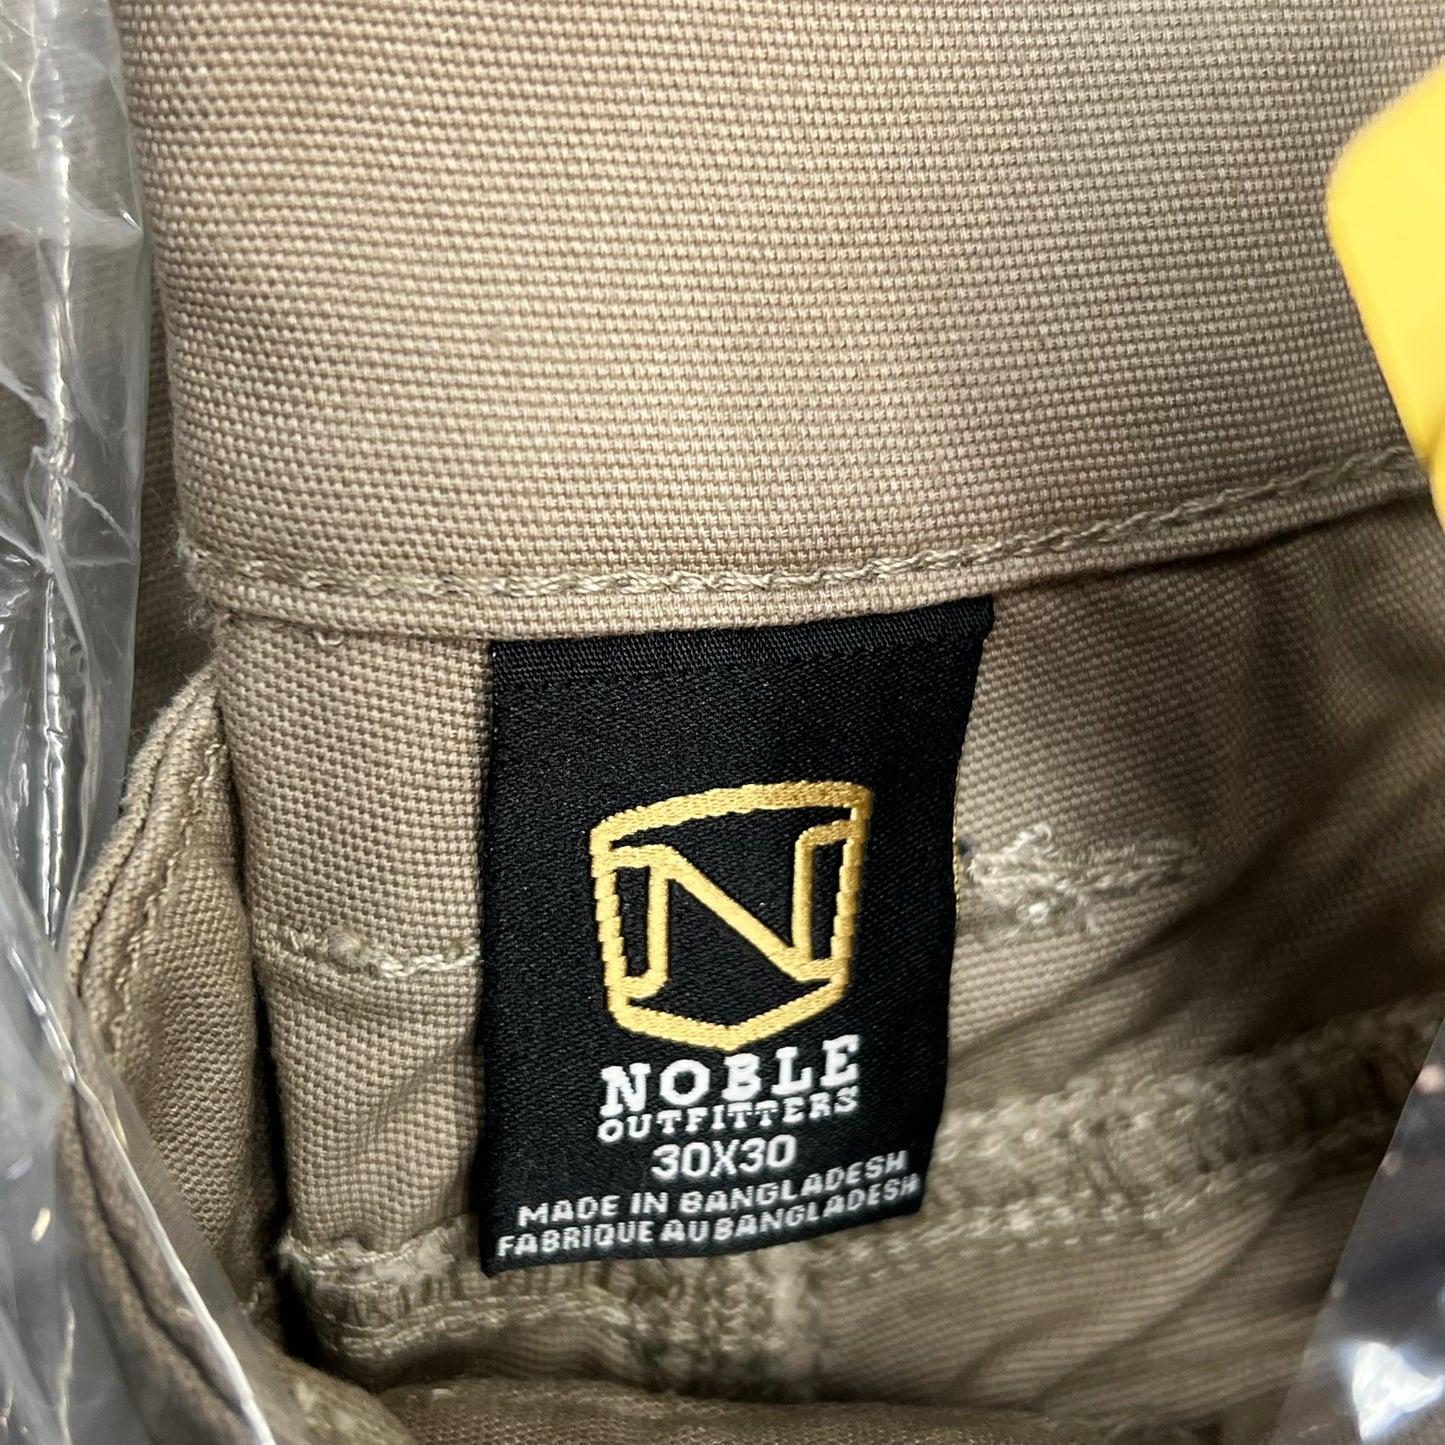 N
NOBLE
OUTFITTERS
30X30
MADE IN BANGLADESH
FABRIQUE AU BANGLADESH